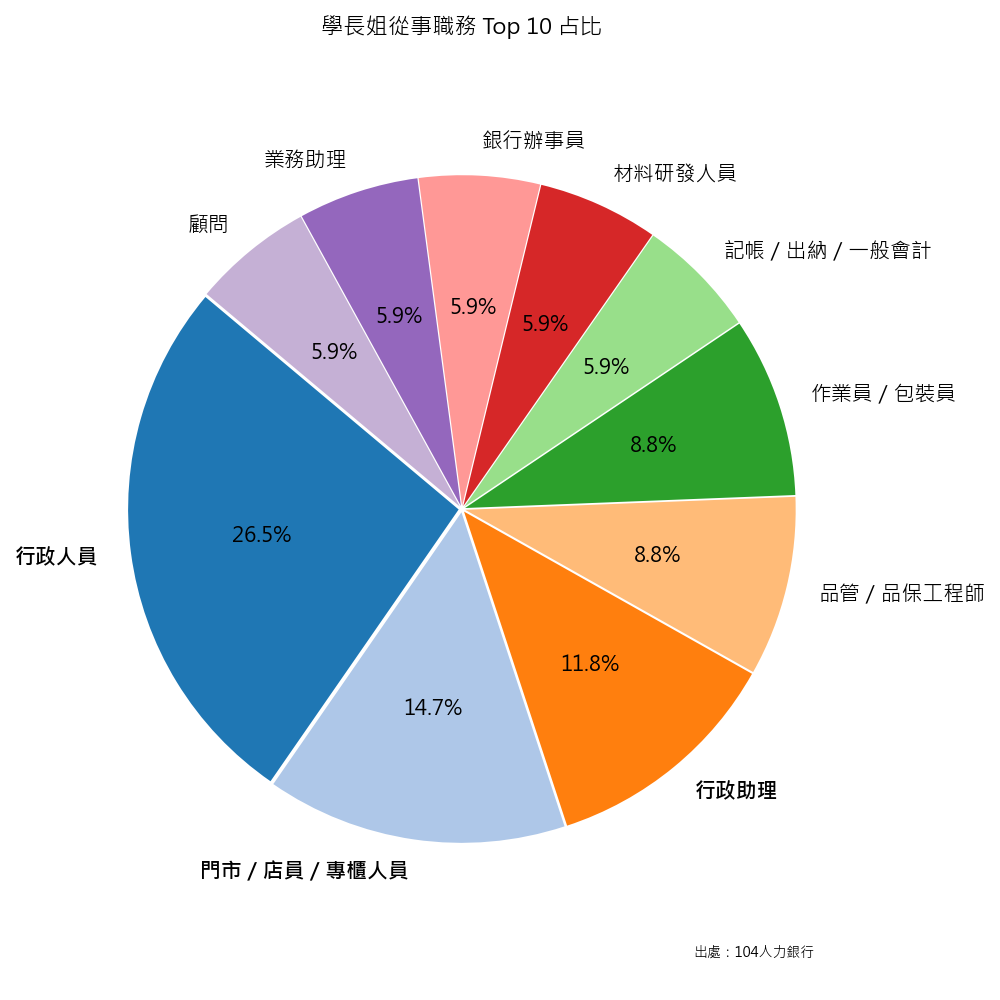 學長姐從事職務 Top 10 占比
銀行辦事員
業務助理
材料研發人員
顧問
記帳 / 出納 / 一般會計
5.9%
5.9%
5.9%
5.9%
5.9%
作業員 / 包裝員
8.8%
行政人員
26.5%
8.8%
品管 / 品保工程師
11.8%
14.7%
行政助理
門市 / 店員 / 專櫃人員
出處：104人力銀行